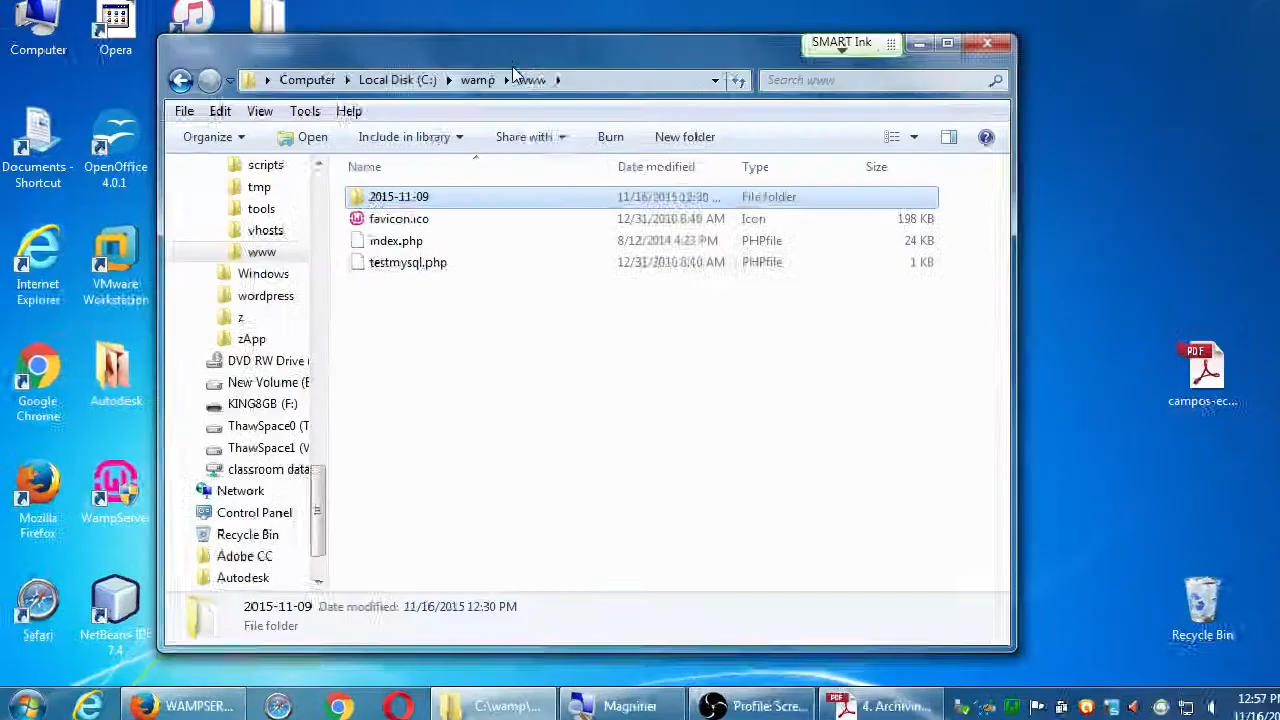 Computer
Opera
SMART Ink
Computer Local Disk (C:) wamp www
Search www
File Edit View Tools Help
Organize Open Include in library Share with Burn New folder
Name Date modified Type Size
2015-11-09 11/16/2015 12:30 ... File folder
favicon.ico 12/31/2010 8:40 AM Icon 198 KB
index.php 8/12/2014 4:23 PM PHPfile 24 KB
testmysql.php 12/31/2010 8:40 AM PHPfile 1 KB
scripts
tmp
tools
vhosts
www
Windows
wordpress
z
zApp
DVD RW Drive (
New Volume (E
KING8GB (F:)
ThawSpace0 (T
ThawSpace1 (V
classroom data
Network
Control Panel
Recycle Bin
Adobe CC
Autodesk
2015-11-09 Date modified: 11/16/2015 12:30 PM
File folder
Documents - Shortcut
OpenOffice 4.0.1
Internet Explorer
VMware Workstation
Google Chrome
Autodesk
Mozilla Firefox
WampServer
Safari
NetBeans IDE 7.4
PDF
campos-ec...
Recycle Bin
WAMPSER...
C:\wamp\...
Magnifier
Profile: Scre...
PDF
4. Archivin...
12:57 P
11/16/2